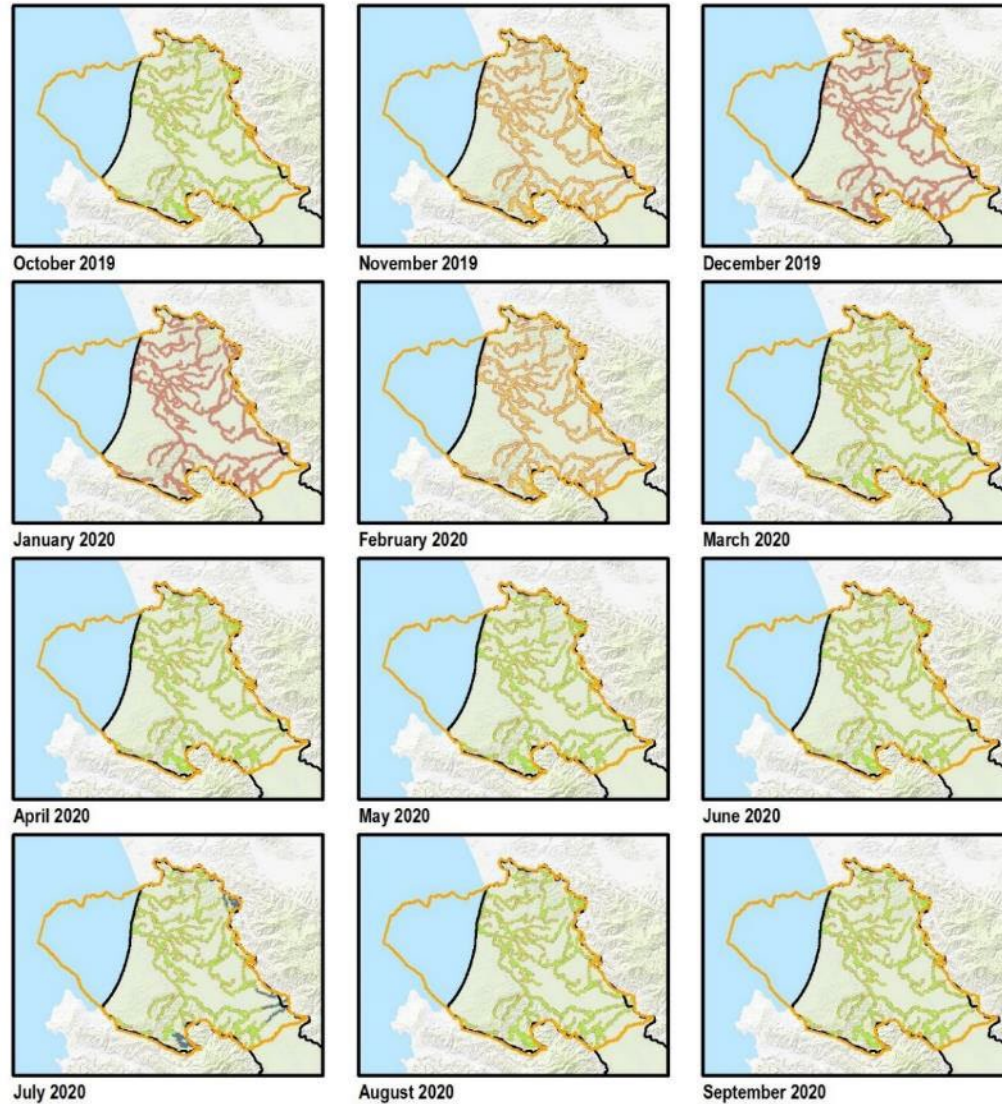 October 2019
November 2019
December 2019
January 2020
February 2020
March 2020
April 2020
May 2020
June 2020
July 2020
August 2020
September 2020